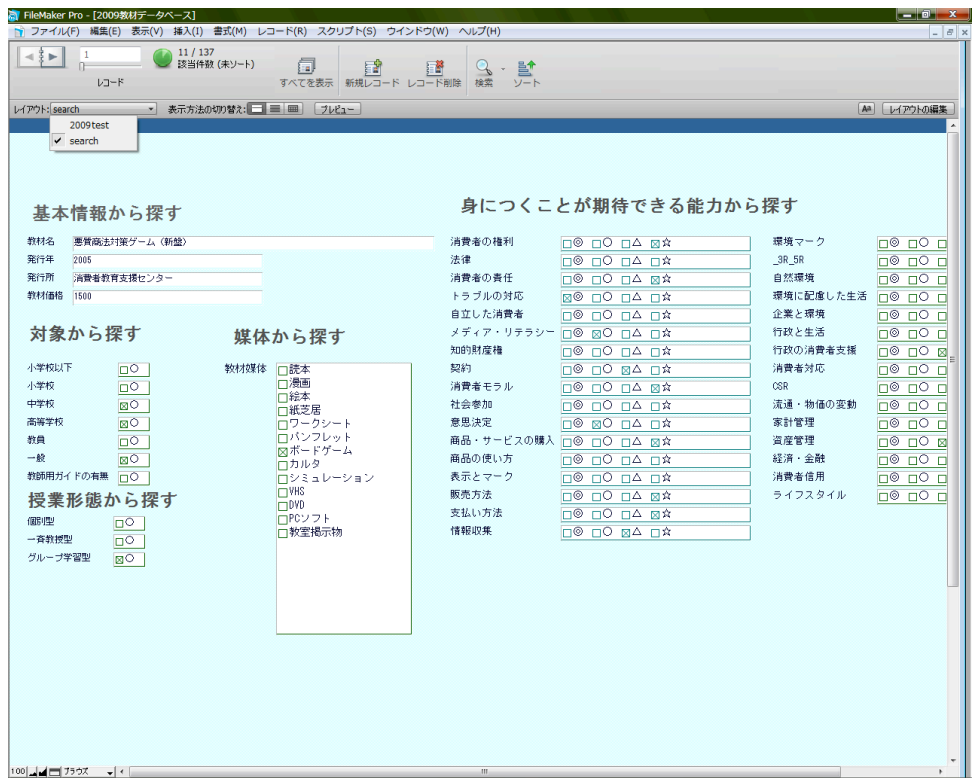 FileMaker Pro - [2009教材データベース]
ファイル(F) 編集(E) 表示(V) 挿入(I) 書式(M) レコード(R) スクリプト(S) ウインドウ(W) ヘルプ(H)
1
11 / 137
該当件数 (未ソート)
レコード
すべてを表示 新規レコード レコード削除 検索 ソート
レイアウト: search 表示方法の切り替え: プレビュー Aa レイアウトの編集
2009test
✔ search
基本情報から探す
教材名 悪質商法対策ゲーム（新盤）
発行年 2005
発行所 消費者教育支援センター
教材価格 1500
対象から探す
小学校以下 □○
小学校 □○
中学校 ☒○
高等学校 ☒○
教員 □○
一般 ☒○
教師用ガイドの有無 □○
授業形態から探す
個別型 □○
一斉教授型 □○
グループ学習型 ☒○
媒体から探す
教材媒体 □読本
□漫画
□絵本
□紙芝居
□ワークシート
□パンフレット
☒ボードゲーム
□カルタ
□シミュレーション
□VHS
□DVD
□PCソフト
□教室掲示物
身につくことが期待できる能力から探す
消費者の権利 □◎ □○ □△ ☒☆
法律 □◎ □○ □△ □☆
消費者の責任 □◎ □○ □△ ☒☆
トラブルの対応 ☒◎ □○ □△ □☆
自立した消費者 □◎ □○ □△ □☆
メディア・リテラシー □◎ ☒○ □△ □☆
知的財産権 □◎ □○ □△ □☆
契約 □◎ □○ ☒△ □☆
消費者モラル □◎ □○ □△ ☒☆
社会参加 □◎ □○ □△ □☆
意思決定 □◎ ☒○ □△ □☆
商品・サービスの購入 □◎ □○ □△ ☒☆
商品の使い方 □◎ □○ □△ □☆
表示とマーク □◎ □○ □△ □☆
販売方法 □◎ □○ □△ ☒☆
支払い方法 □◎ □○ □△ ☒☆
情報収集 □◎ □○ ☒△ □☆
環境マーク □◎ □○ □
_3R_5R □◎ □○ □
自然環境 □◎ □○ □
環境に配慮した生活 □◎ □○ □
企業と環境 □◎ □○ □
行政と生活 □◎ □○ □
行政の消費者支援 □◎ □○ ☒
消費者対応 □◎ □○ □
CSR □◎ □○ □
流通・物価の変動 □◎ □○ □
家計管理 □◎ □○ □
資産管理 □◎ □○ ☒
経済・金融 □◎ □○ □
消費者信用 □◎ □○ □
ライフスタイル □◎ □○ □
100 ブラウズ